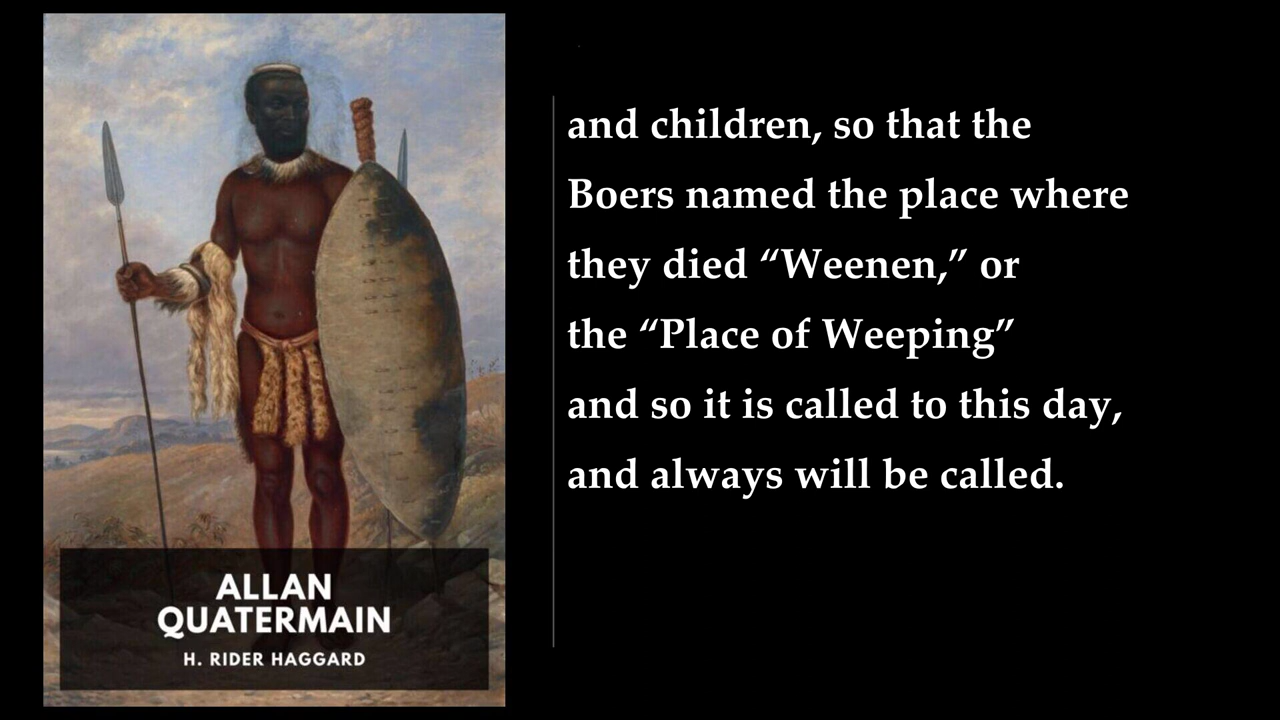 and children, so that the
Boers named the place where
they died “Weenen,” or
the “Place of Weeping”
and so it is called to this day,
and always will be called.
ALLAN
QUATERMAIN
H. RIDER HAGGARD